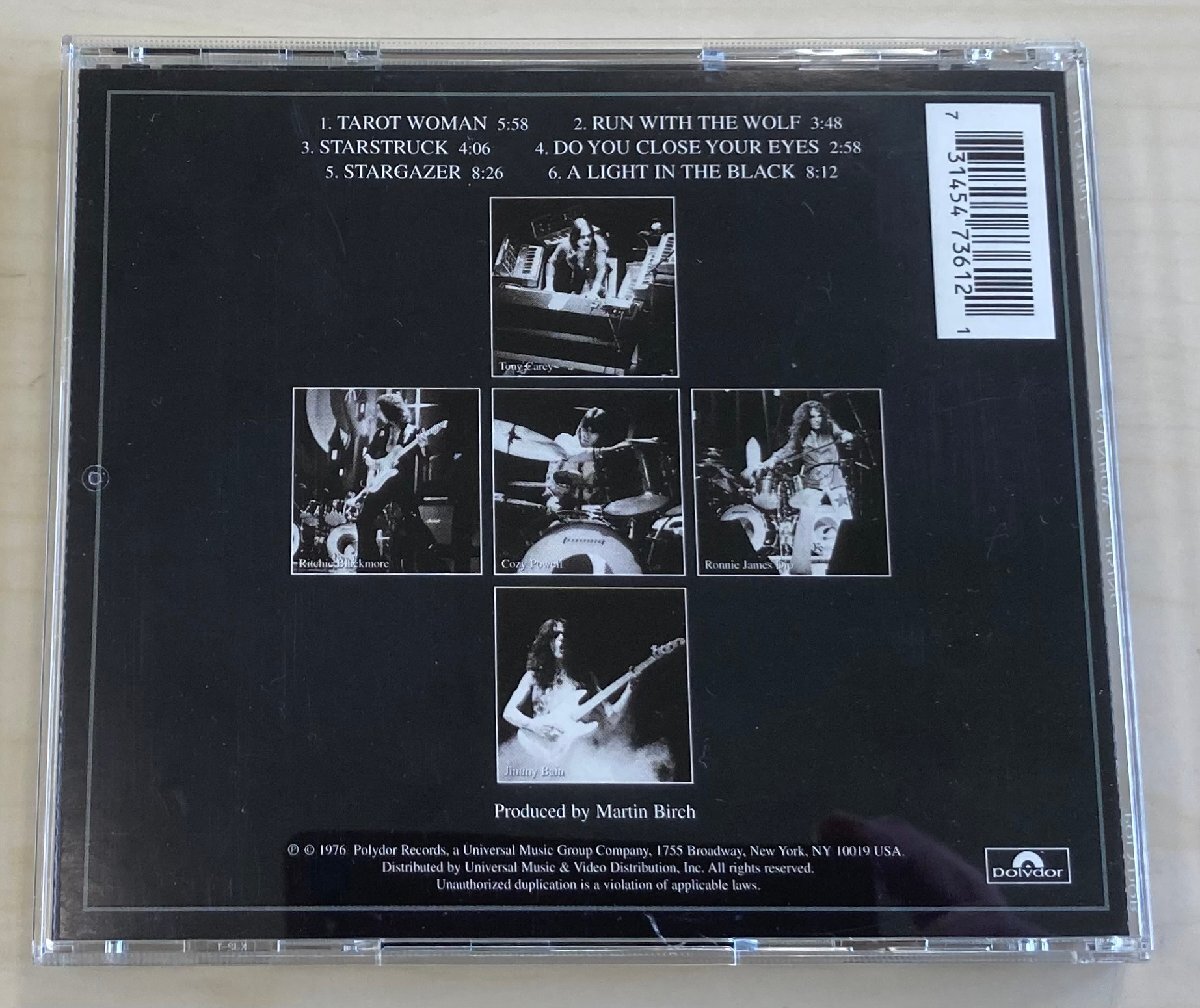 1. TAROT WOMAN 5:58 2. RUN WITH THE WOLF 3:48
3. STARSTRUCK 4:06 4. DO YOU CLOSE YOUR EYES 2:58
5. STARGAZER 8:26 6. A LIGHT IN THE BLACK 8:12
7 31454 73612 1
Tony Carey
Ritchie Blackmore
Cozy Powell
Ronnie James Dio
Jimmy Bain
Produced by Martin Birch
℗ © 1976 Polydor Records, a Universal Music Group Company, 1755 Broadway, New York, NY 10019 USA.
Distributed by Universal Music & Video Distribution, Inc. All rights reserved.
Unauthorized duplication is a violation of applicable laws.
polydor